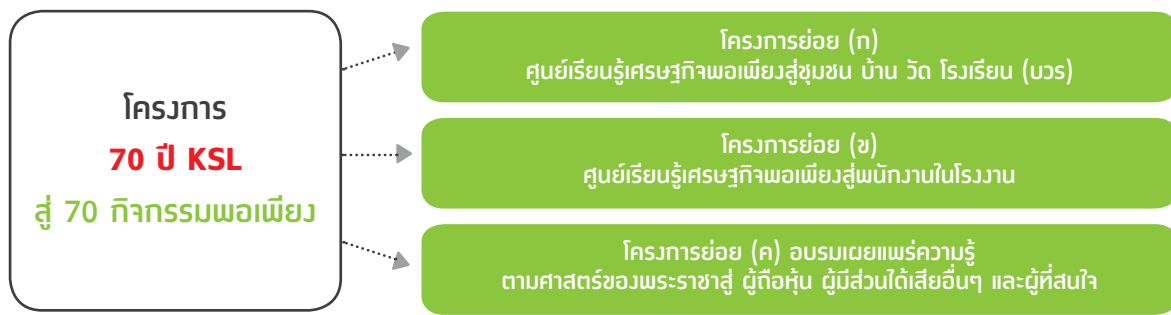 โครงการ
70 ปี KSL
สู่ 70 กิจกรรมพอเพียง
โครงการย่อย (ก)
ศูนย์เรียนรู้เศรษฐกิจพอเพียงสู่ชุมชน บ้าน วัด โรงเรียน (บวร)
โครงการย่อย (ข)
ศูนย์เรียนรู้เศรษฐกิจพอเพียงสู่พนักงานในโรงงาน
โครงการย่อย (ค) อบรมเผยแพร่ความรู้
ตามศาสตร์ของพระราชาสู่ ผู้ถือหุ้น ผู้มีส่วนได้เสียอื่นๆ และผู้ที่สนใจ